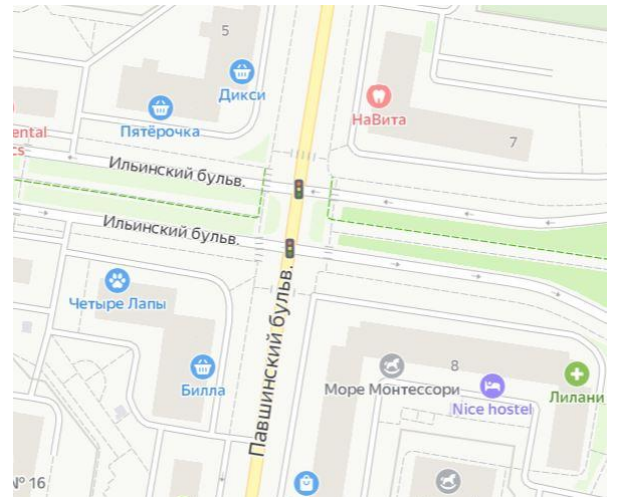 5
Дикси
Пятёрочка
НаВита
7
ental
cs
Ильинский бульв.
Ильинский бульв.
Четыре Лапы
Билла
Павшинский бульв.
8
Море Монтессори
Nice hostel
Лилани
№ 16